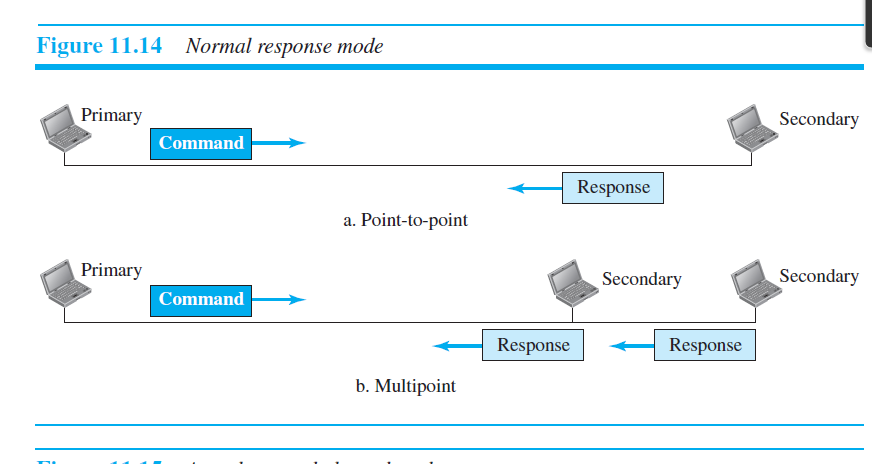 Figure 11.14 Normal response mode
Primary
Secondary
Command
Response
a. Point-to-point
Primary
Secondary
Secondary
Command
Response
Response
b. Multipoint